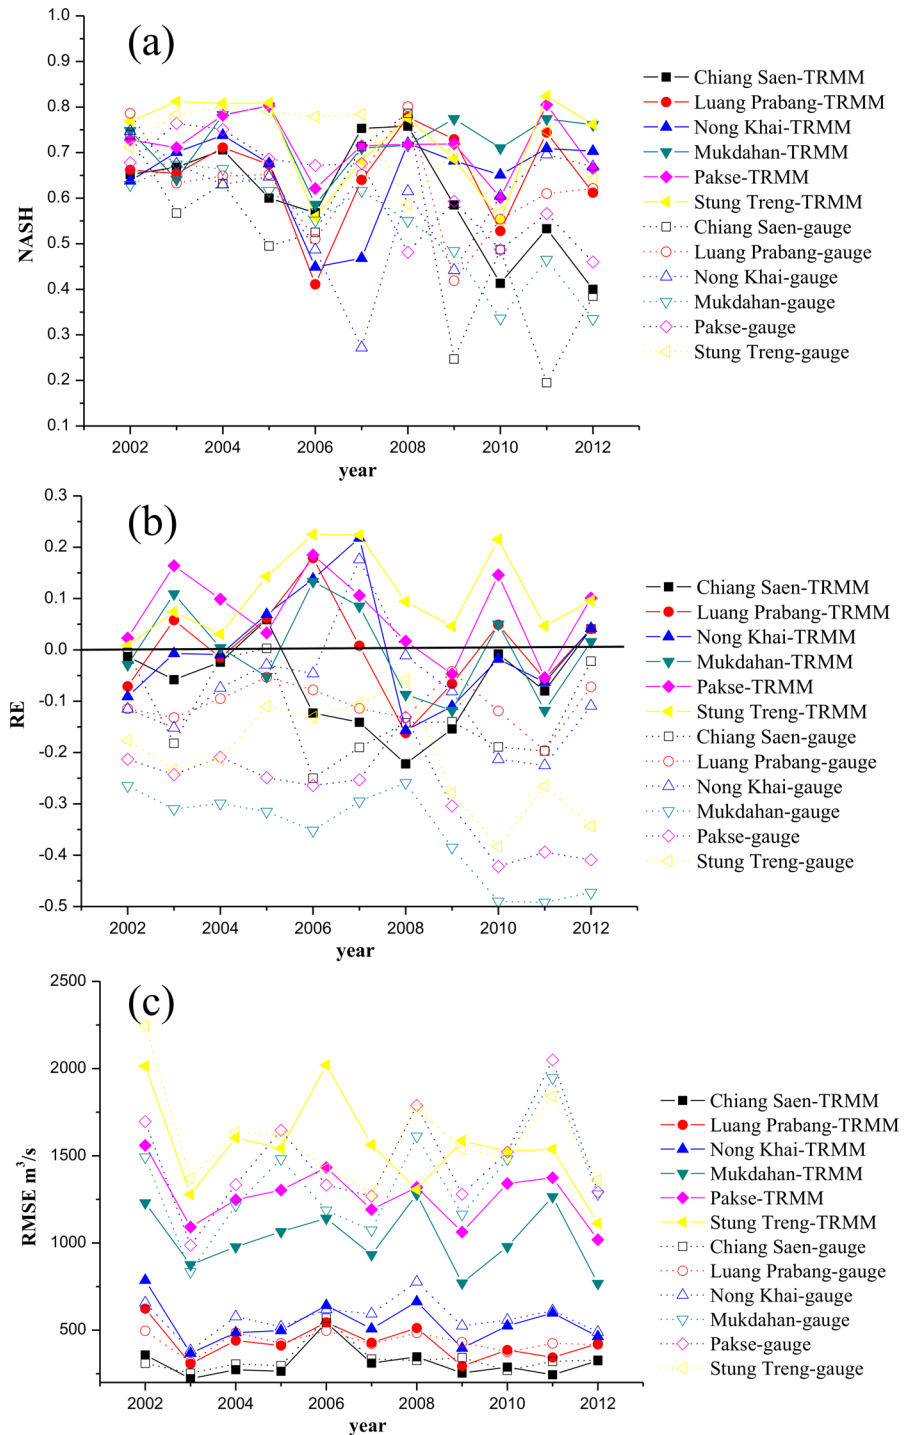 (a)
1.0
0.9
0.8
0.7
0.6
0.5
0.4
0.3
0.2
0.1
NASH
2002 2004 2006 2008 2010 2012
year
Chiang Saen-TRMM
Luang Prabang-TRMM
Nong Khai-TRMM
Mukdahan-TRMM
Pakse-TRMM
Stung Treng-TRMM
Chiang Saen-gauge
Luang Prabang-gauge
Nong Khai-gauge
Mukdahan-gauge
Pakse-gauge
Stung Treng-gauge
(b)
0.3
0.2
0.1
0.0
-0.1
-0.2
-0.3
-0.4
-0.5
RE
2002 2004 2006 2008 2010 2012
year
Chiang Saen-TRMM
Luang Prabang-TRMM
Nong Khai-TRMM
Mukdahan-TRMM
Pakse-TRMM
Stung Treng-TRMM
Chiang Saen-gauge
Luang Prabang-gauge
Nong Khai-gauge
Mukdahan-gauge
Pakse-gauge
Stung Treng-gauge
(c)
2500
2000
1500
1000
500
RMSE m³/s
2002 2004 2006 2008 2010 2012
year
Chiang Saen-TRMM
Luang Prabang-TRMM
Nong Khai-TRMM
Mukdahan-TRMM
Pakse-TRMM
Stung Treng-TRMM
Chiang Saen-gauge
Luang Prabang-gauge
Nong Khai-gauge
Mukdahan-gauge
Pakse-gauge
Stung Treng-gauge